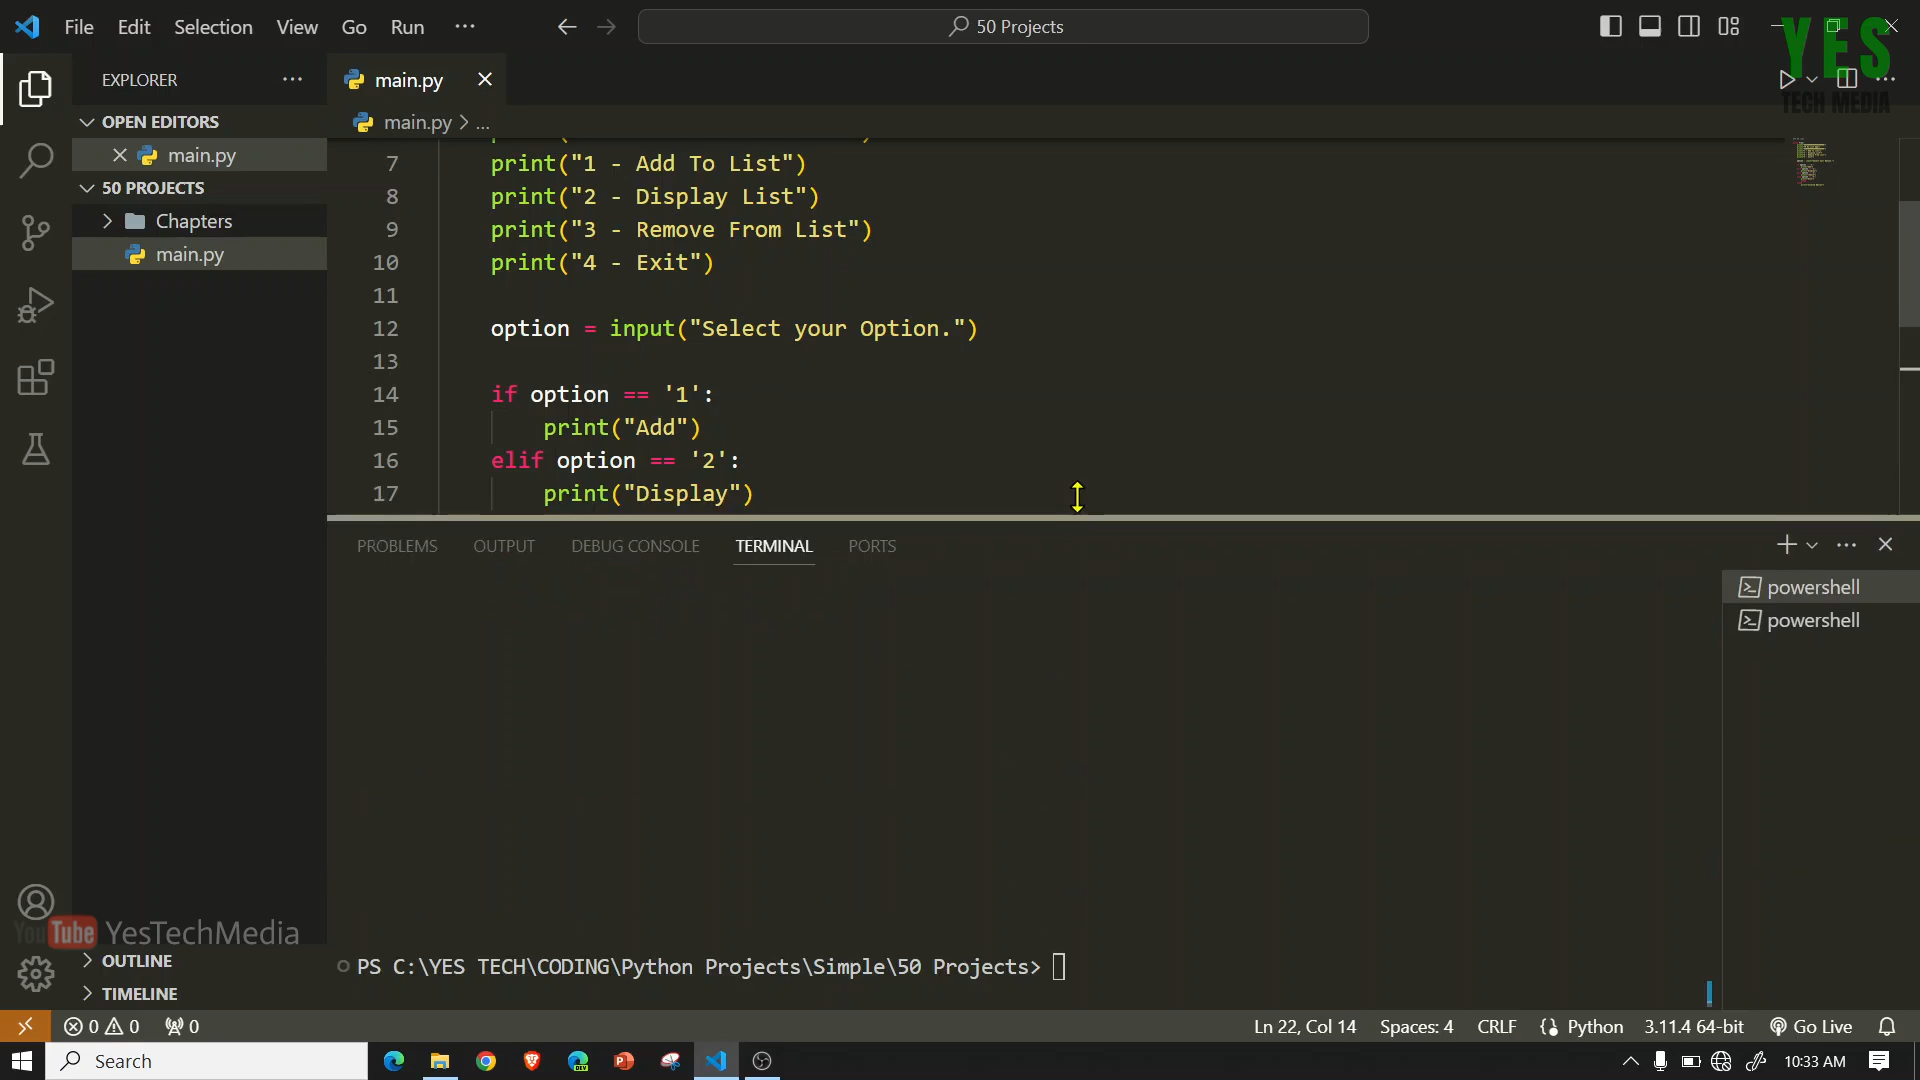 File Edit Selection View Go Run ···
50 Projects
YES
TECH MEDIA
EXPLORER
OPEN EDITORS
main.py
50 PROJECTS
Chapters
main.py
main.py
main.py > ...
7 print("1 - Add To List")
8 print("2 - Display List")
9 print("3 - Remove From List")
10 print("4 - Exit")
11
12 option = input("Select your Option.")
13
14 if option == '1':
15 print("Add")
16 elif option == '2':
17 print("Display")
PROBLEMS OUTPUT DEBUG CONSOLE TERMINAL PORTS
powershell
powershell
PS C:\YES TECH\CODING\Python Projects\Simple\50 Projects>
YouTube YesTechMedia
OUTLINE
TIMELINE
0 0 0
Ln 22, Col 14 Spaces: 4 CRLF Python 3.11.4 64-bit Go Live
Search
10:33 AM